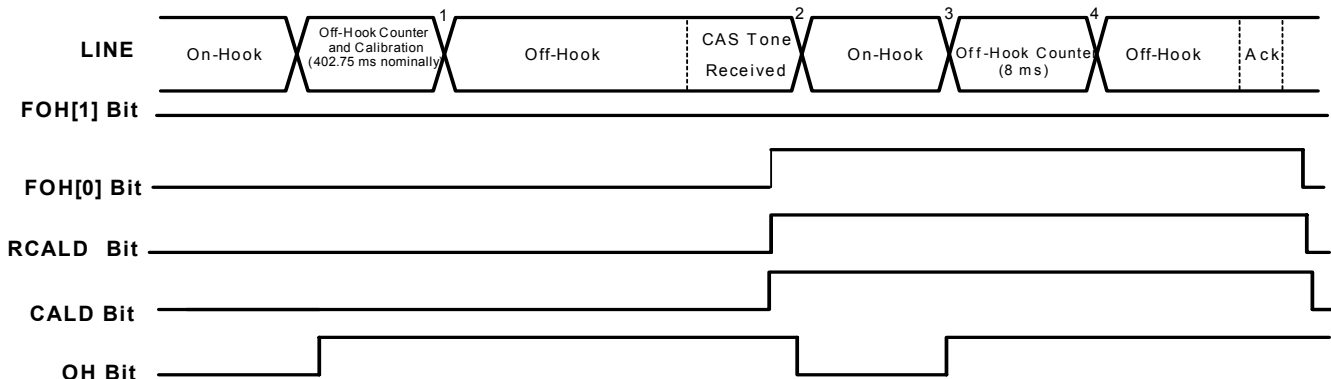 1 2 3 4
LINE
On-Hook
Off-Hook Counter
and Calibration
(402.75 ms nominally)
Off-Hook
CAS Tone
Received
On-Hook
Off-Hook Counter
(8 ms)
Off-Hook
Ack
FOH[1] Bit
FOH[0] Bit
RCALD Bit
CALD Bit
OH Bit